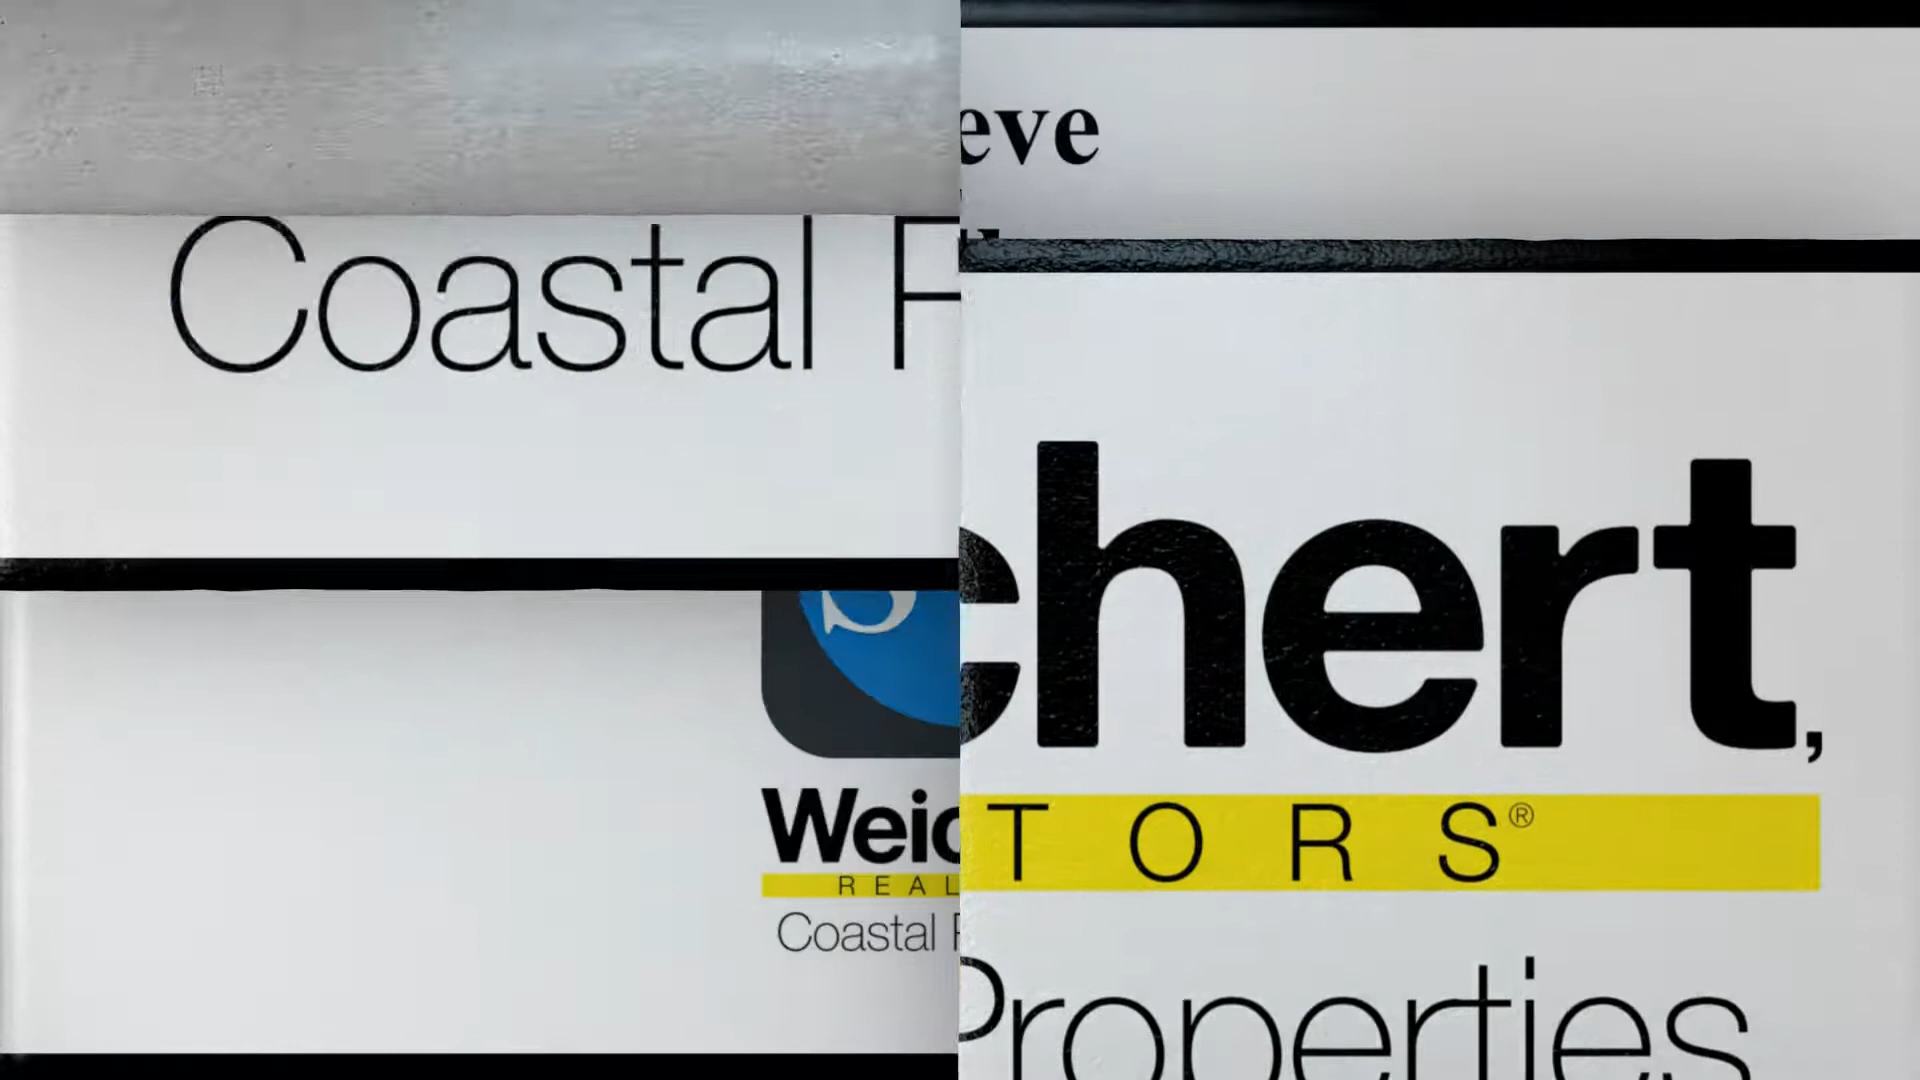 Coastal P
S
Weic
REAL
Coastal P
eve
chert,
TORS®
Properties